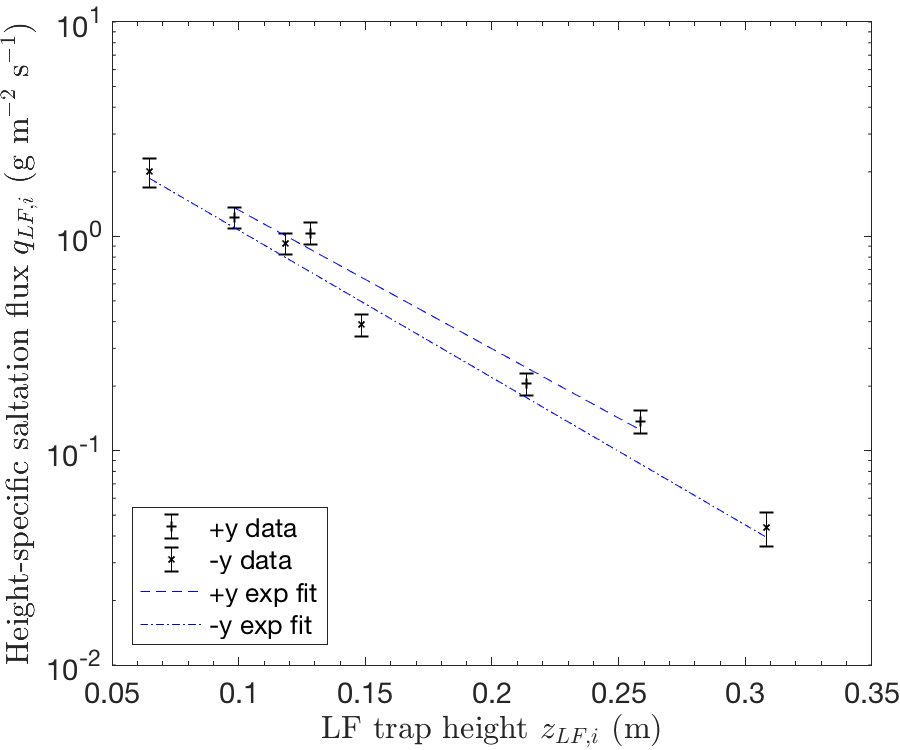 10^1
10^0
10^-1
10^-2
Height-specific saltation flux q_{LF,i} (g m^{-2} s^{-1})
+y data
-y data
+y exp fit
-y exp fit
0.05 0.1 0.15 0.2 0.25 0.3 0.35
LF trap height z_{LF,i} (m)